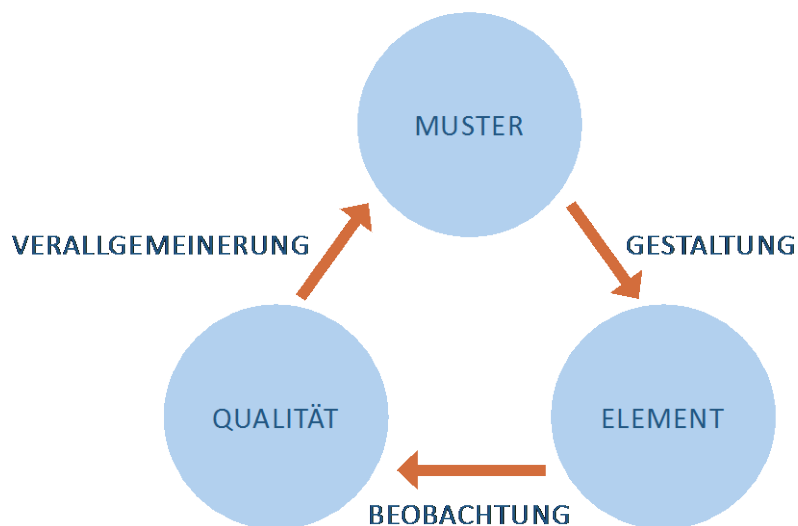 MUSTER
VERALLGEMEINERUNG
GESTALTUNG
QUALITÄT
ELEMENT
BEOBACHTUNG